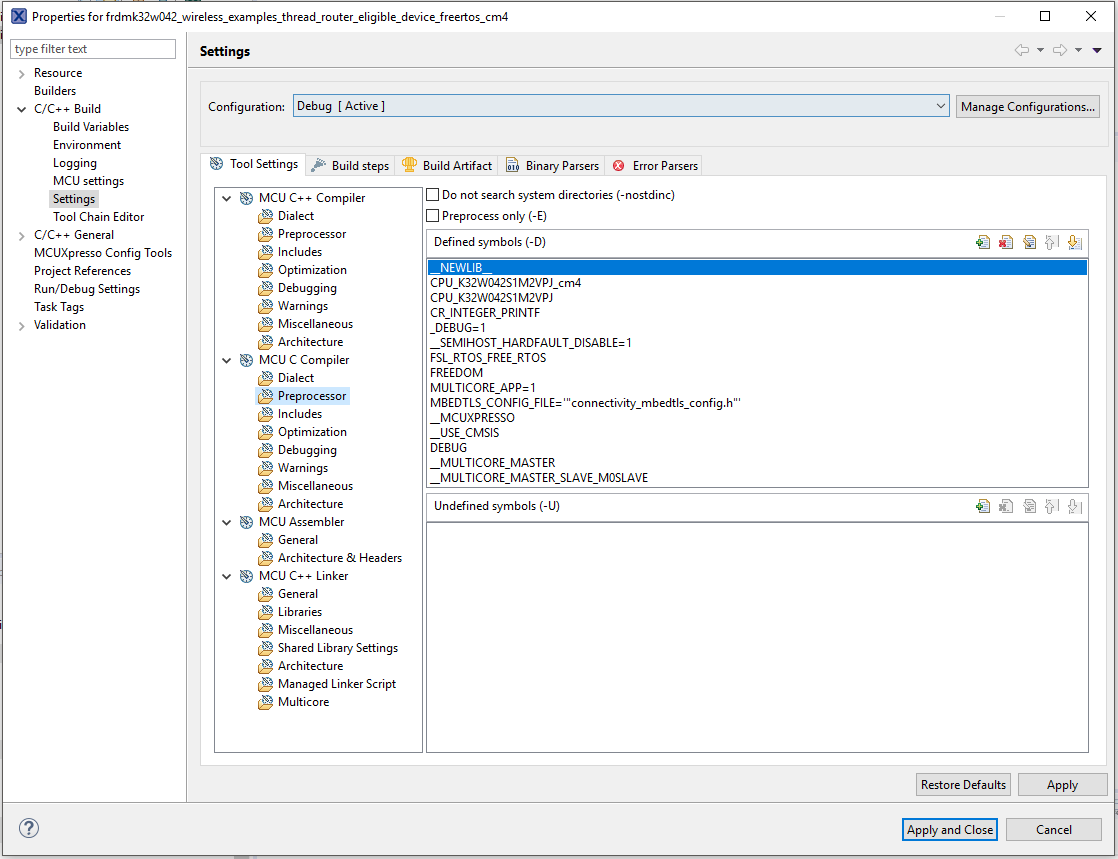 Properties for frdmk32w042_wireless_examples_thread_router_eligible_device_freertos_cm4
type filter text
Resource
Builders
C/C++ Build
Build Variables
Environment
Logging
MCU settings
Settings
Tool Chain Editor
C/C++ General
MCUXpresso Config Tools
Project References
Run/Debug Settings
Task Tags
Validation
Settings
Configuration:
Debug [ Active ]
Manage Configurations...
Tool Settings
Build steps
Build Artifact
Binary Parsers
Error Parsers
MCU C++ Compiler
Dialect
Preprocessor
Includes
Optimization
Debugging
Warnings
Miscellaneous
Architecture
MCU C Compiler
Dialect
Preprocessor
Includes
Optimization
Debugging
Warnings
Miscellaneous
Architecture
MCU Assembler
General
Architecture & Headers
MCU C++ Linker
General
Libraries
Miscellaneous
Shared Library Settings
Architecture
Managed Linker Script
Multicore
Do not search system directories (-nostdinc)
Preprocess only (-E)
Defined symbols (-D)
__NEWLIB__
CPU_K32W042S1M2VPJ_cm4
CPU_K32W042S1M2VPJ
CR_INTEGER_PRINTF
_DEBUG=1
__SEMIHOST_HARDFAULT_DISABLE=1
FSL_RTOS_FREE_RTOS
FREEDOM
MULTICORE_APP=1
MBEDTLS_CONFIG_FILE='"connectivity_mbedtls_config.h"'
__MCUXPRESSO
__USE_CMSIS
DEBUG
__MULTICORE_MASTER
__MULTICORE_MASTER_SLAVE_M0SLAVE
Undefined symbols (-U)
Restore Defaults
Apply
Apply and Close
Cancel